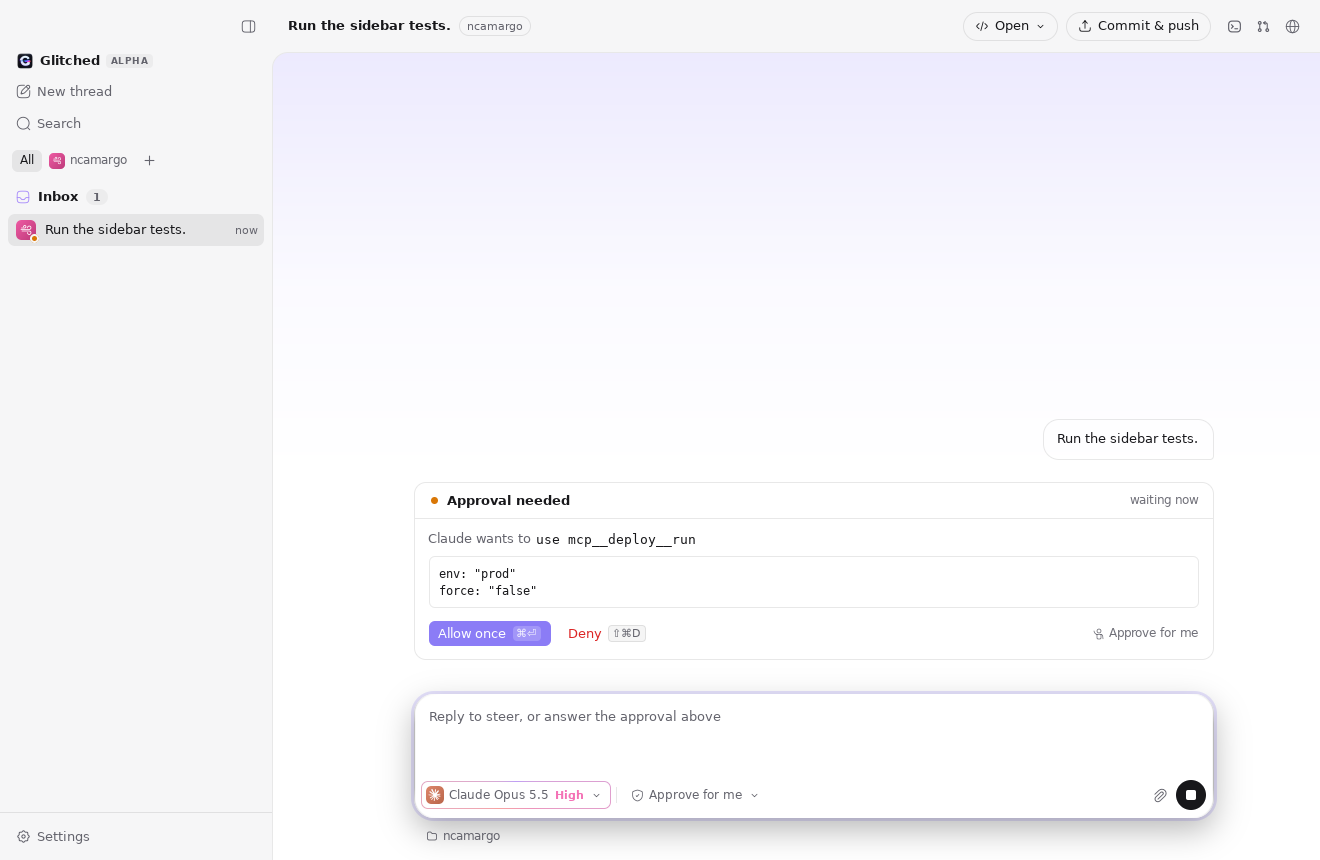 Run the sidebar tests. ncamargo
Open
Commit & push
Glitched ALPHA
New thread
Search
All ncamargo
Inbox 1
Run the sidebar tests. now
Run the sidebar tests.
Approval needed waiting now
Claude wants to use mcp__deploy__run
env: "prod"
force: "false"
Allow once ⌘⏎ Deny ⇧⌘D Approve for me
Reply to steer, or answer the approval above
Claude Opus 5.5 High Approve for me
ncamargo
Settings